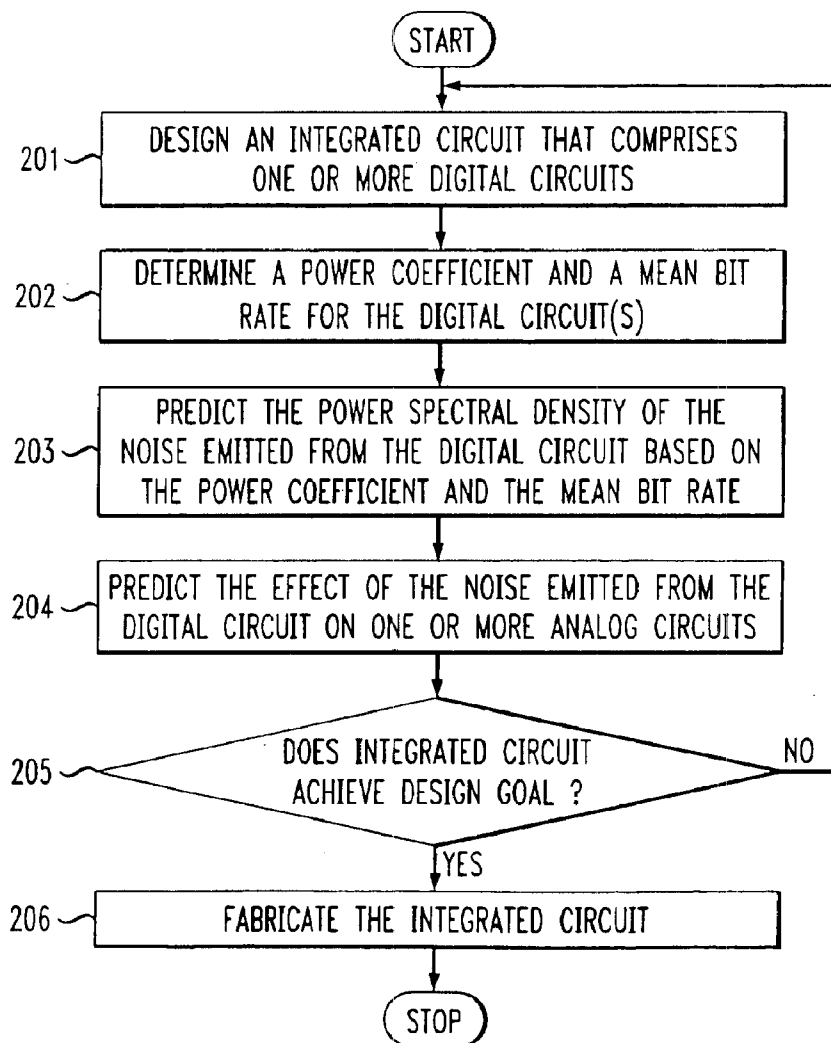 START
201
DESIGN AN INTEGRATED CIRCUIT THAT COMPRISES
ONE OR MORE DIGITAL CIRCUITS
202
DETERMINE A POWER COEFFICIENT AND A MEAN BIT
RATE FOR THE DIGITAL CIRCUIT(S)
203
PREDICT THE POWER SPECTRAL DENSITY OF THE
NOISE EMITTED FROM THE DIGITAL CIRCUIT BASED ON
THE POWER COEFFICIENT AND THE MEAN BIT RATE
204
PREDICT THE EFFECT OF THE NOISE EMITTED FROM THE
DIGITAL CIRCUIT ON ONE OR MORE ANALOG CIRCUITS
205
DOES INTEGRATED CIRCUIT
ACHIEVE DESIGN GOAL ?
NO
YES
206
FABRICATE THE INTEGRATED CIRCUIT
STOP